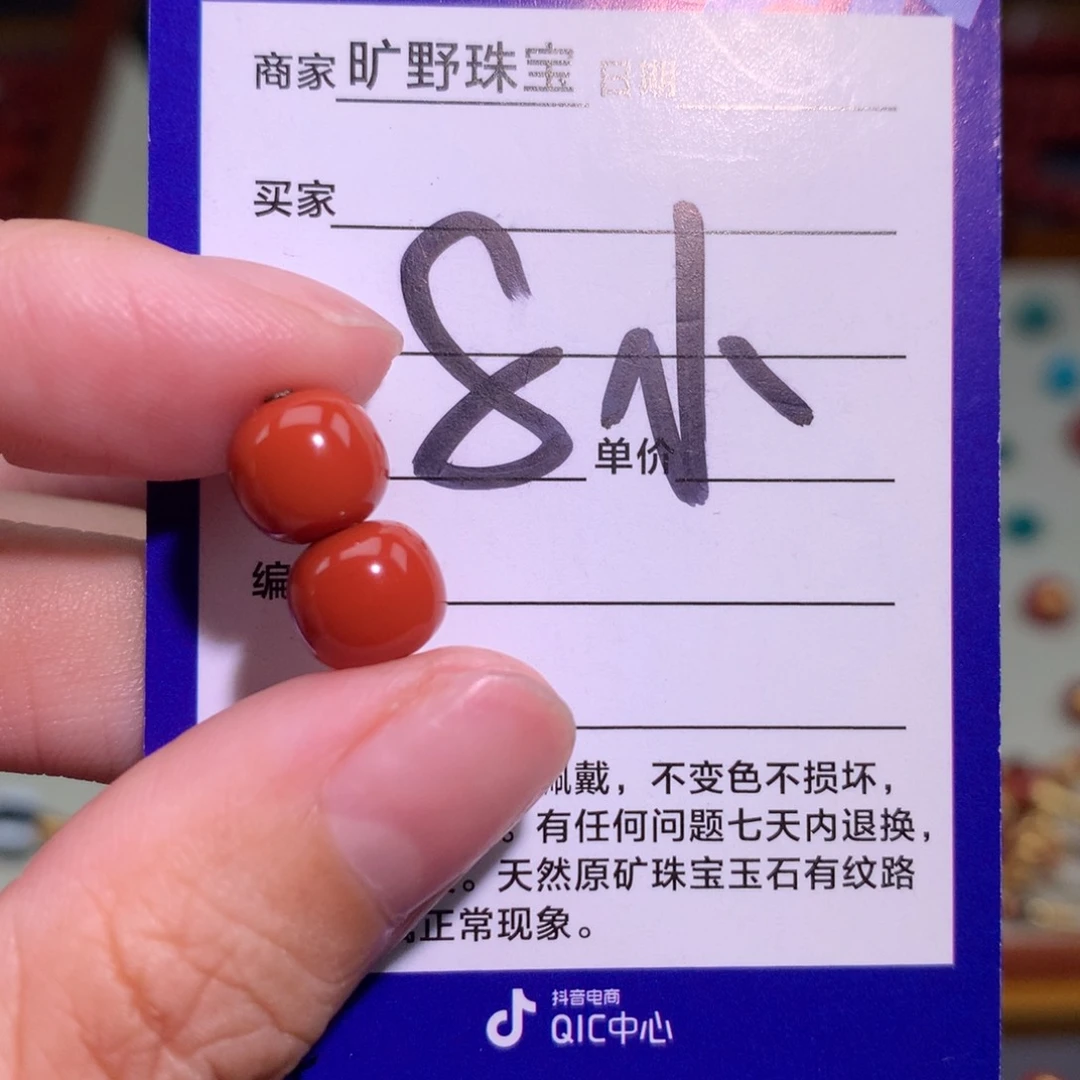 商家 旷野珠宝 日期
买家
8小
单价
编
佩戴，不变色不损坏，
。有任何问题七天内退换，
。天然原矿珠宝玉石有纹路
正常现象。
抖音电商
QIC中心